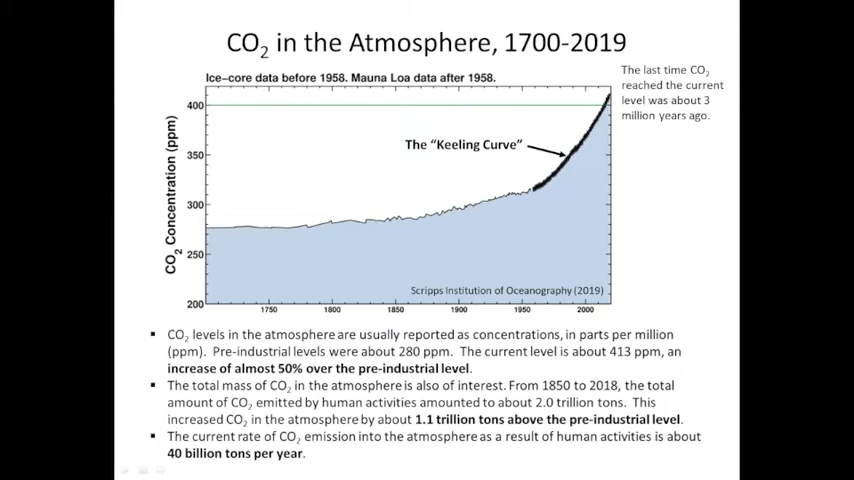 CO2 in the Atmosphere, 1700-2019
Ice-core data before 1958. Mauna Loa data after 1958.
The last time CO2
reached the current
level was about 3
million years ago.
CO2 Concentration (ppm)
400
350
300
250
200
The "Keeling Curve"
Scripps Institution of Oceanography (2019)
1750
1800
1850
1900
1950
2000
▪ CO2 levels in the atmosphere are usually reported as concentrations, in parts per million
(ppm). Pre-industrial levels were about 280 ppm. The current level is about 413 ppm, an
increase of almost 50% over the pre-industrial level.
▪ The total mass of CO2 in the atmosphere is also of interest. From 1850 to 2018, the total
amount of CO2 emitted by human activities amounted to about 2.0 trillion tons. This
increased CO2 in the atmosphere by about 1.1 trillion tons above the pre-industrial level.
▪ The current rate of CO2 emission into the atmosphere as a result of human activities is about
40 billion tons per year.